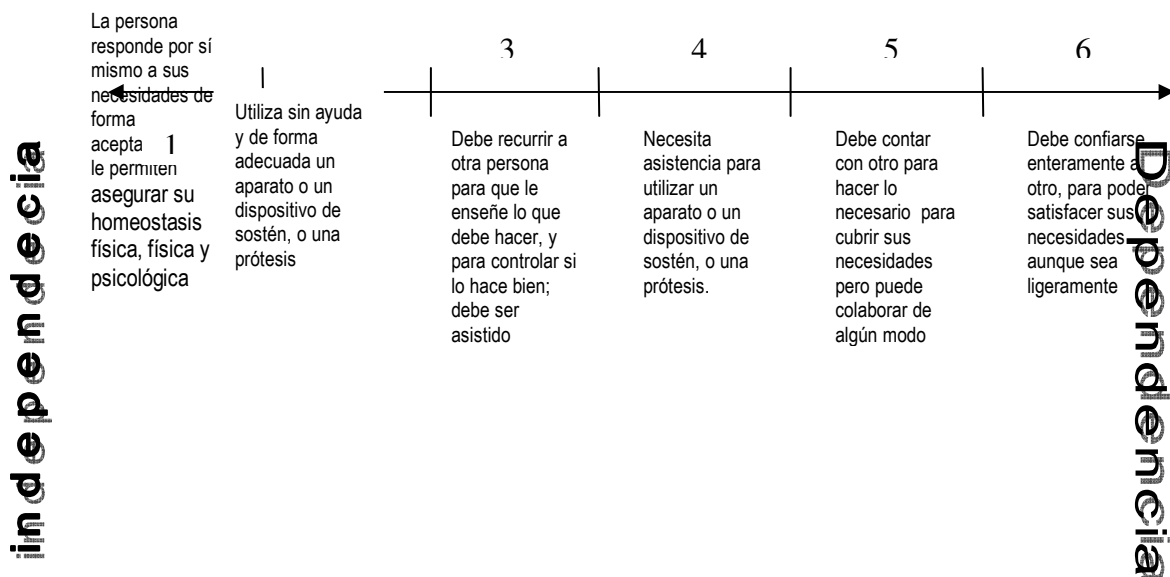 indepen​decia
La persona
responde por sí
mismo a sus
necesidades de
forma
acepta 1
le permiten
asegurar su
homeostasis
física, física y
psicológica
Utiliza sin ayuda
y de forma
adecuada un
aparato o un
dispositivo de
sostén, o una
prótesis
3
Debe recurrir a
otra persona
para que le
enseñe lo que
debe hacer, y
para controlar si
lo hace bien;
debe ser
asistido
4
Necesita
asistencia para
utilizar un
aparato o un
dispositivo de
sostén, o una
prótesis.
5
Debe contar
con otro para
hacer lo
necesario para
cubrir sus
necesidades
pero puede
colaborar de
algún modo
6
Debe confiarse
enteramente a
otro, para poder
satisfacer sus
necesidades
aunque sea
ligeramente
Dependencia